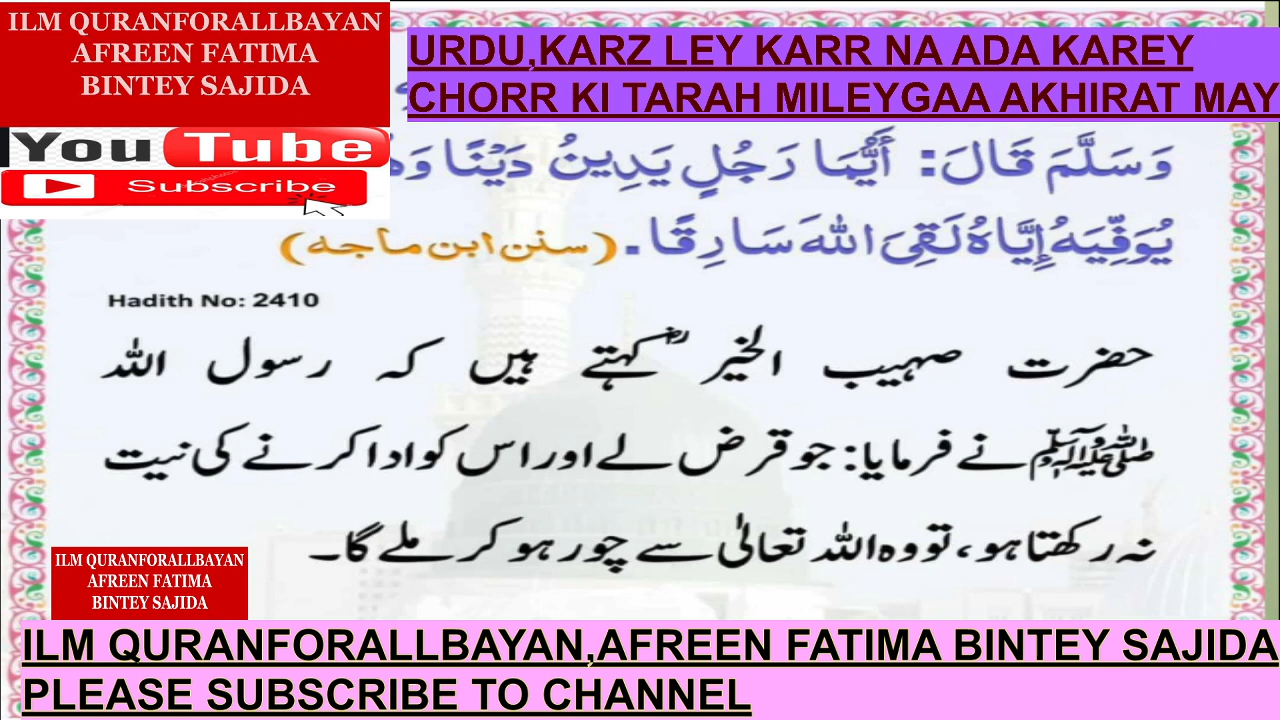 ILM QURANFORALLBAYAN
AFREEN FATIMA
BINTEY SAJIDA
YouTube
Subscribe
URDU,KARZ LEY KARR NA ADA KAREY
CHORR KI TARAH MILEYGAA AKHIRAT MAY
وَسَلَّمَ قَالَ: أَيُّمَا رَجُلٍ يَدِينُ دَيْنًا
يُوَفِّيَهُ إِيَّاهُ لَقِيَ اللهَ سَارِقًا. (سنن ابن ماجه)
Hadith No: 2410
حضرت صہیب الخیرؓ کہتے ہیں کہ رسول اللہ
ﷺ نے فرمایا: جو قرض لے اور اس کو ادا کرنے کی نیت
نہ رکھتا ہو، تو وہ اللہ تعالیٰ سے چور ہو کر ملے گا۔
ILM QURANFORALLBAYAN
AFREEN FATIMA
BINTEY SAJIDA
ILM QURANFORALLBAYAN,AFREEN FATIMA BINTEY SAJIDA
PLEASE SUBSCRIBE TO CHANNEL